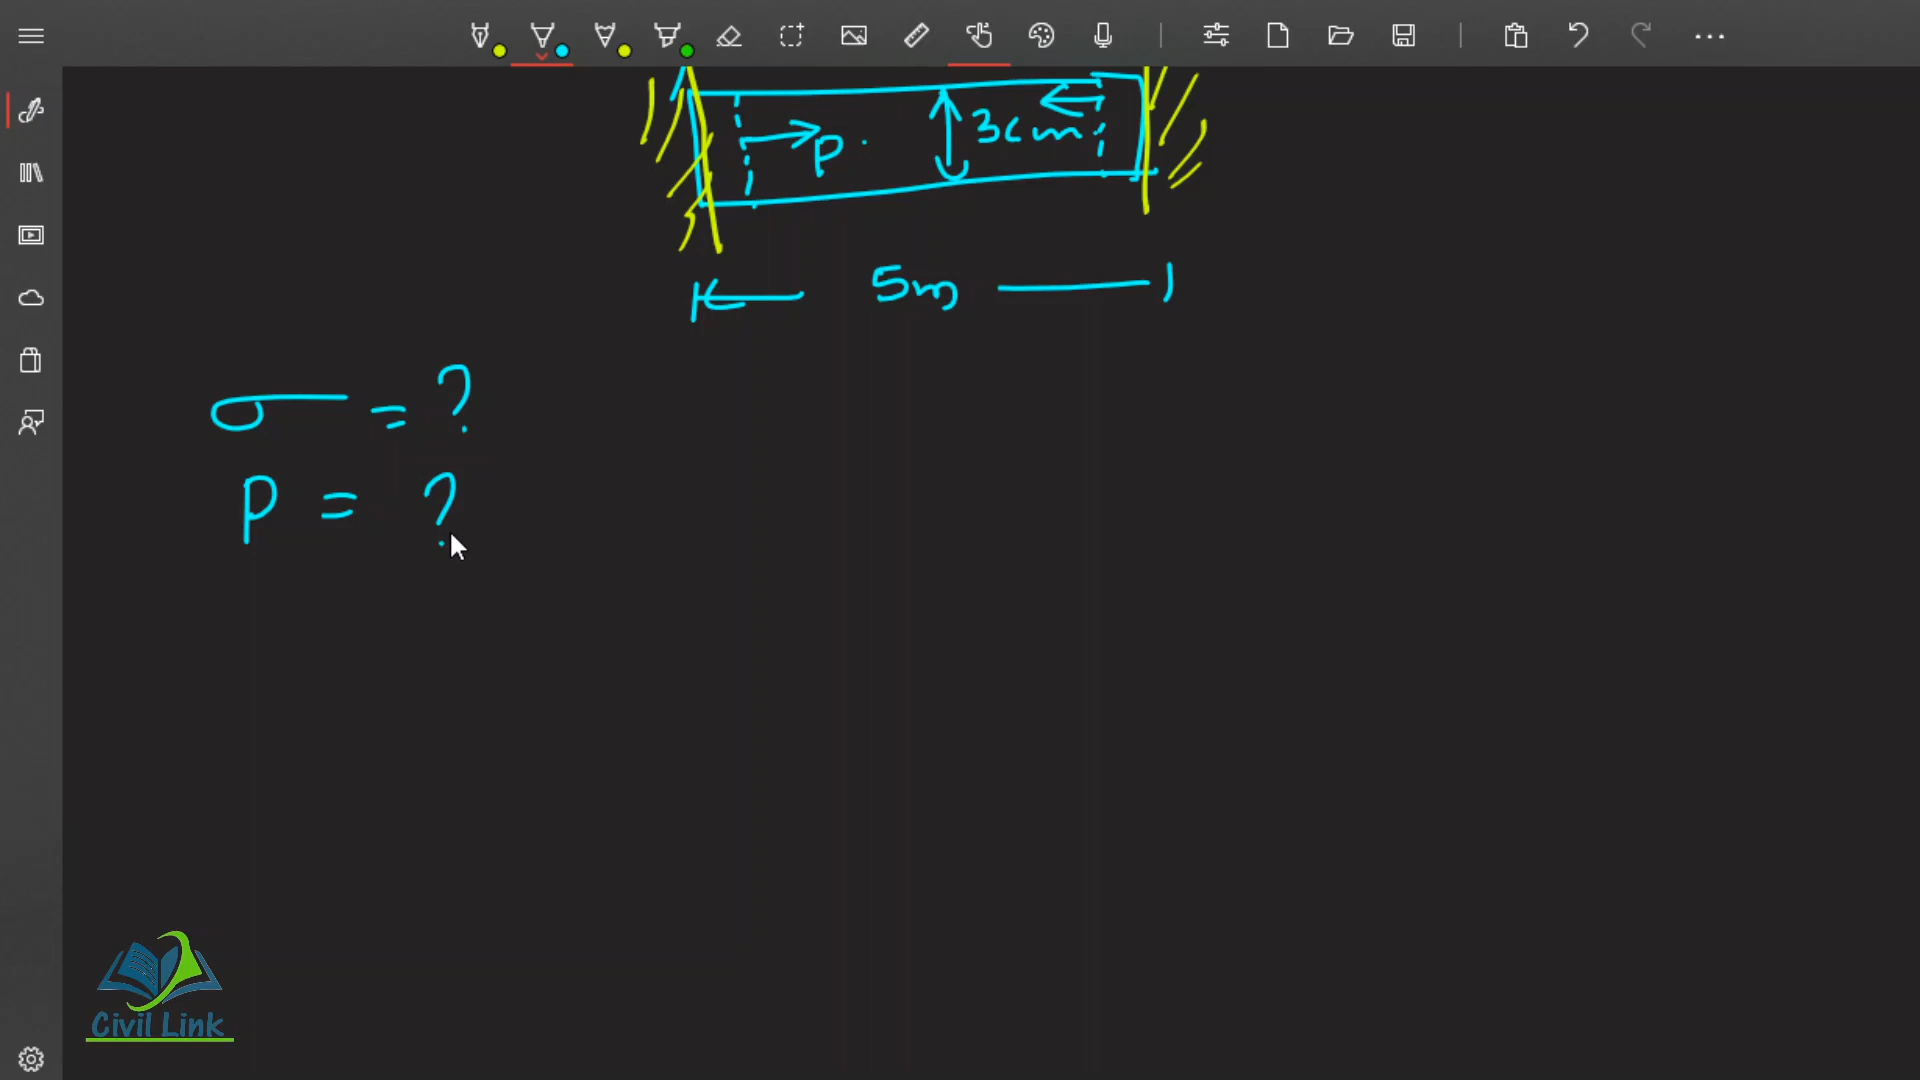 P
3cm
5m
σ = ?
P = ?
Civil Link